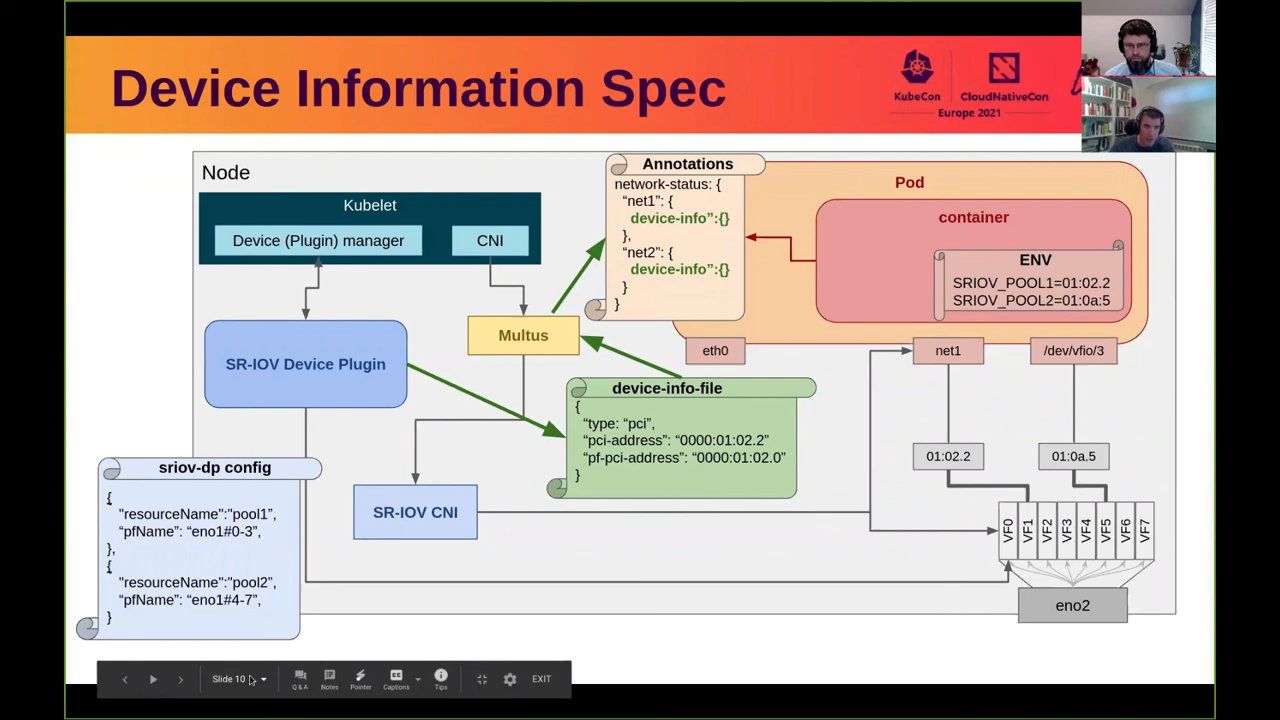 Device Information Spec
KubeCon
CloudNativeCon
Europe 2021
Node
Kubelet
Device (Plugin) manager
CNI
Annotations
network-status: {
“net1”: {
device-info”:{}
},
“net2”: {
device-info”:{}
}
}
Pod
container
ENV
SRIOV_POOL1=01:02.2
SRIOV_POOL2=01:0a:5
SR-IOV Device Plugin
Multus
eth0
net1
/dev/vfio/3
device-info-file
{
“type: “pci”,
“pci-address”: “0000:01:02.2”
“pf-pci-address”: “0000:01:02.0”
}
01:02.2
01:0a.5
sriov-dp config
{
"resourceName":"pool1”,
“pfName”: “eno1#0-3”,
},
{
"resourceName":"pool2”,
“pfName”: “eno1#4-7”,
}
SR-IOV CNI
VF0
VF1
VF2
VF3
VF4
VF5
VF6
VF7
eno2
Slide 10
Q & A
Notes
Pointer
CC
Captions
Tips
EXIT